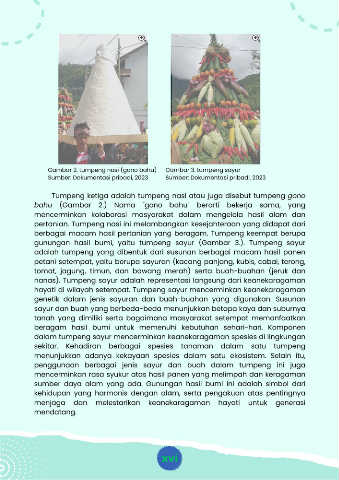 Gambar 2. tumpeng nasi (gono bahu)
Sumber: Dokumentasi pribadi, 2023
Gambar 3. tumpeng sayur
Sumber: Dokumentasi pribadi, 2023
Tumpeng ketiga adalah tumpeng nasi atau juga disebut tumpeng gono
bahu (Gambar 2.) Nama "gono bahu" berarti bekerja sama, yang
mencerminkan kolaborasi masyarakat dalam mengelola hasil alam dan
pertanian. Tumpeng nasi ini melambangkan kesejahteraan yang didapat dari
berbagai macam hasil pertanian yang beragam. Tumpeng keempat berupa
gunungan hasil bumi, yaitu tumpeng sayur (Gambar 3.). Tumpeng sayur
adalah tumpeng yang dibentuk dari susunan berbagai macam hasil panen
petani setempat, yaitu berupa sayuran (kacang panjang, kubis, cabai, terong,
tomat, jagung, timun, dan bawang merah) serta buah-buahan (jeruk dan
nanas). Tumpeng sayur adalah representasi langsung dari keanekaragaman
hayati di wilayah setempat. Tumpeng sayur mencerminkan keanekaragaman
genetik dalam jenis sayuran dan buah-buahan yang digunakan. Susunan
sayur dan buah yang berbeda-beda menunjukkan betapa kaya dan suburnya
tanah yang dimiliki serta bagaimana masyarakat setempat memanfaatkan
beragam hasil bumi untuk memenuhi kebutuhan sehari-hari. Komponen
dalam tumpeng sayur mencerminkan keanekaragaman spesies di lingkungan
sekitar. Kehadiran berbagai spesies tanaman dalam satu tumpeng
menunjukkan adanya kekayaan spesies dalam satu ekosistem. Selain itu,
penggunaan berbagai jenis sayur dan buah dalam tumpeng ini juga
mencerminkan rasa syukur atas hasil panen yang melimpah dan keragaman
sumber daya alam yang ada. Gunungan hasil bumi ini adalah simbol dari
kehidupan yang harmonis dengan alam, serta pengakuan atas pentingnya
menjaga dan melestarikan keanekaragaman hayati untuk generasi
mendatang.
xvi